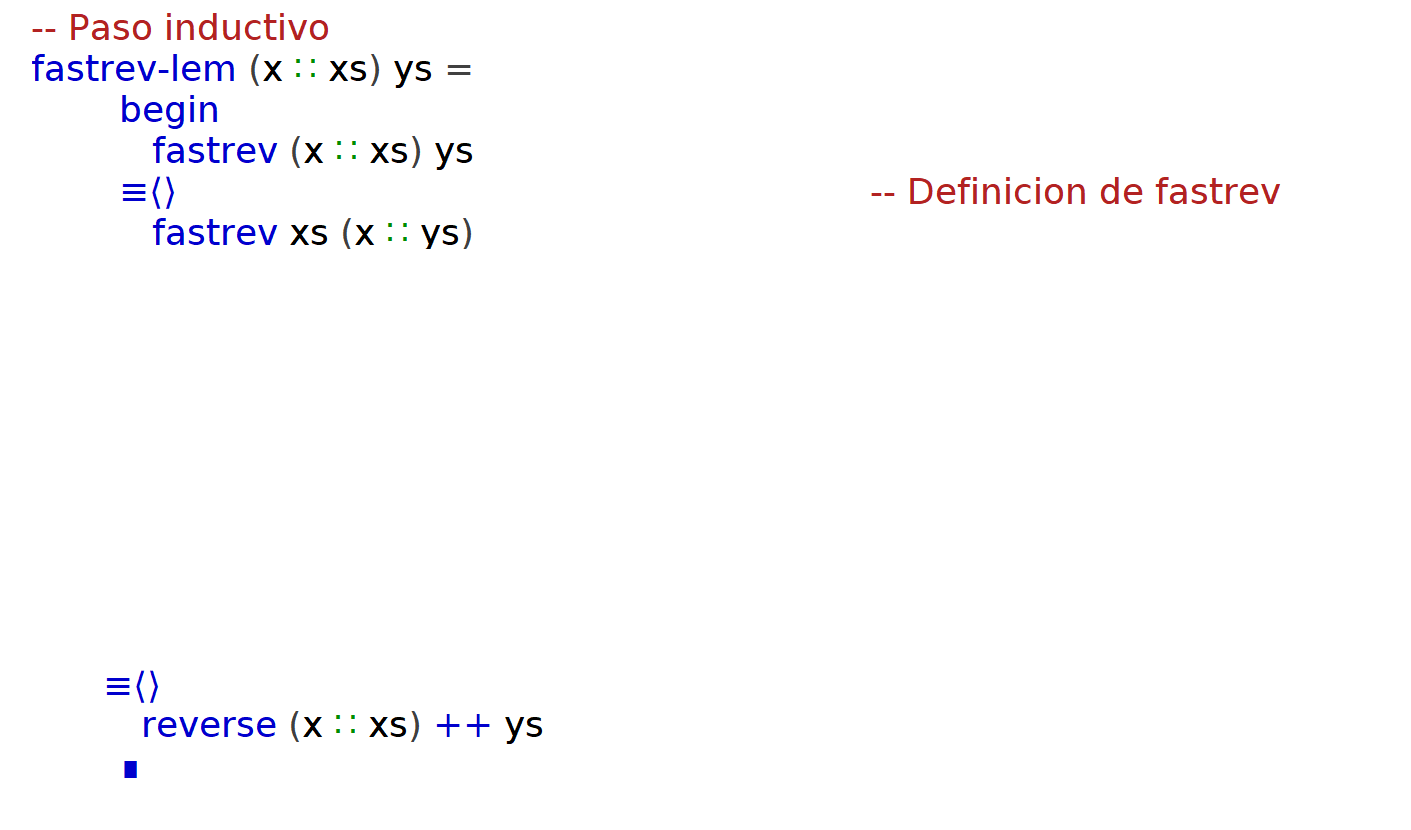 -- Paso inductivo
fastrev-lem (x ∷ xs) ys =
begin
fastrev (x ∷ xs) ys
≡⟨⟩ -- Definicion de fastrev
fastrev xs (x ∷ ys)
≡⟨⟩
reverse (x ∷ xs) ++ ys
∎